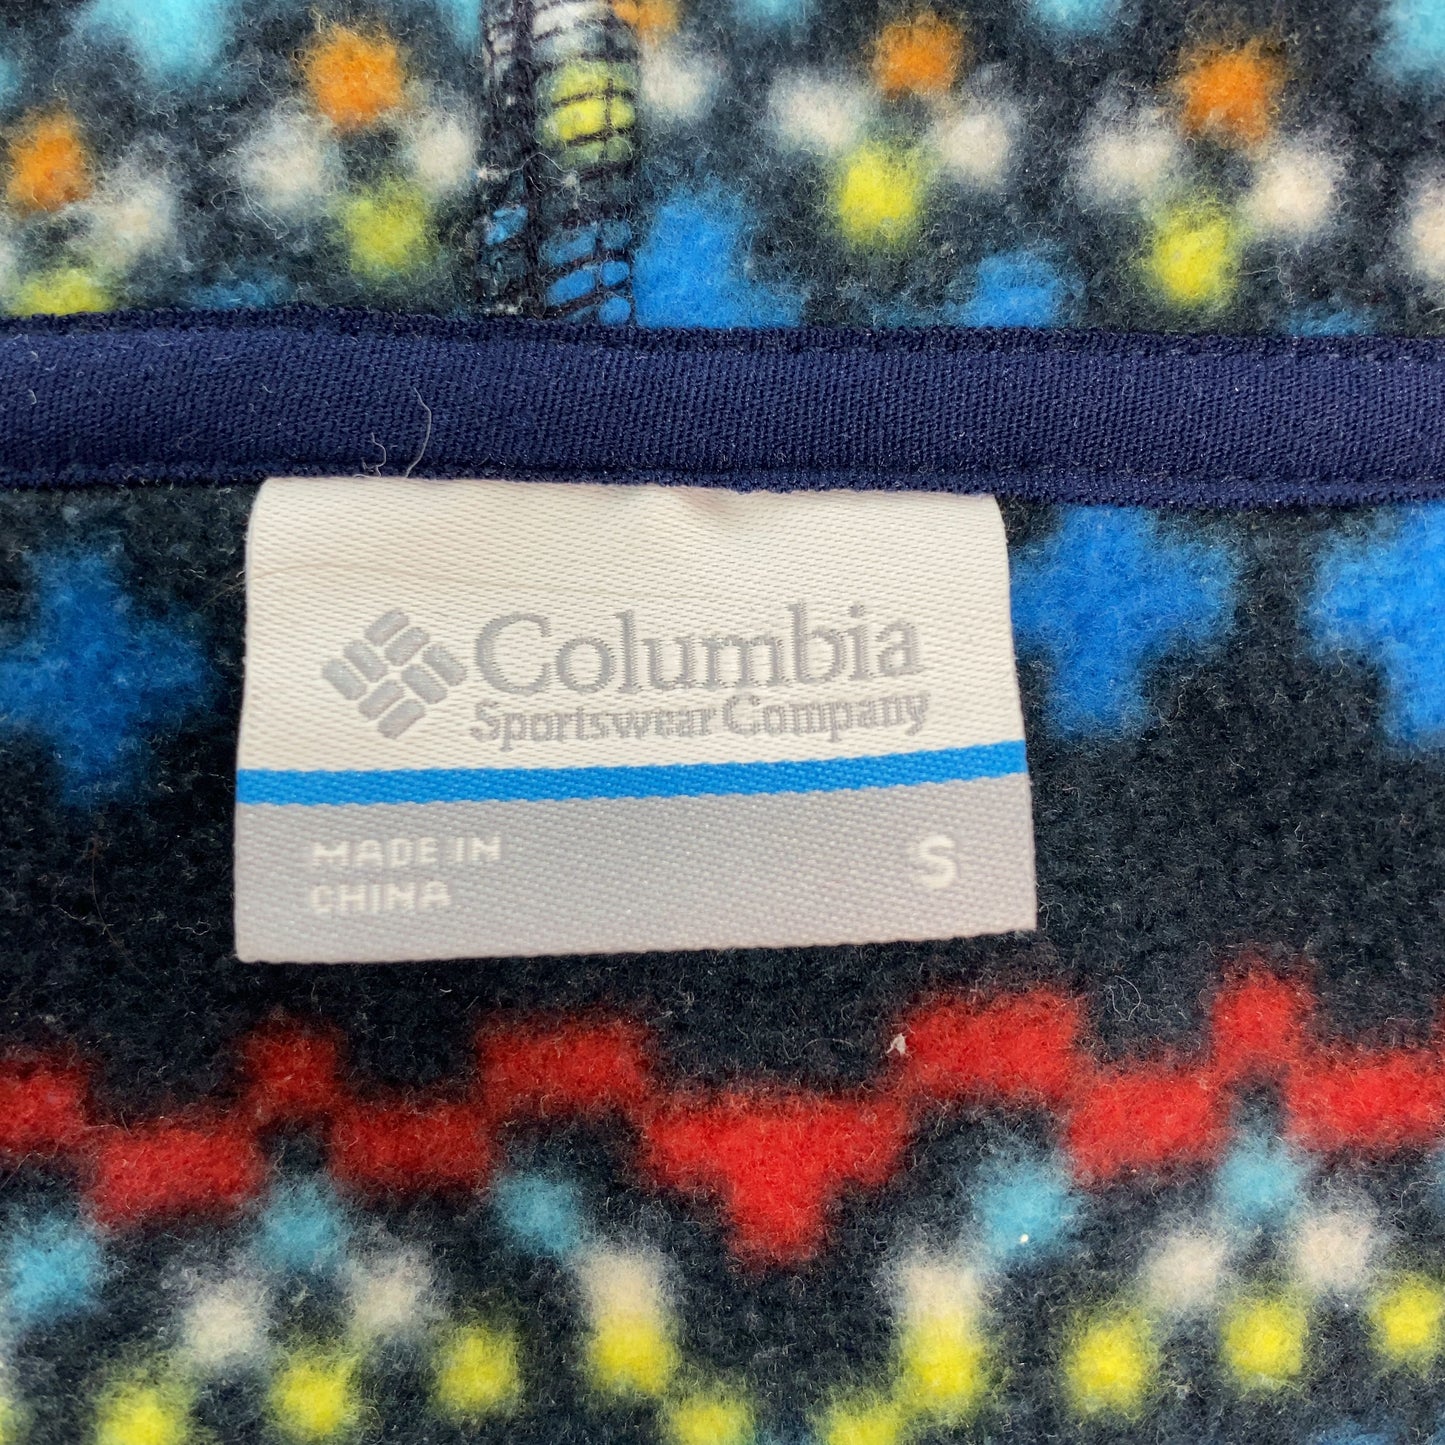 Columbia
Sportswear Company
MADE IN
CHINA
S